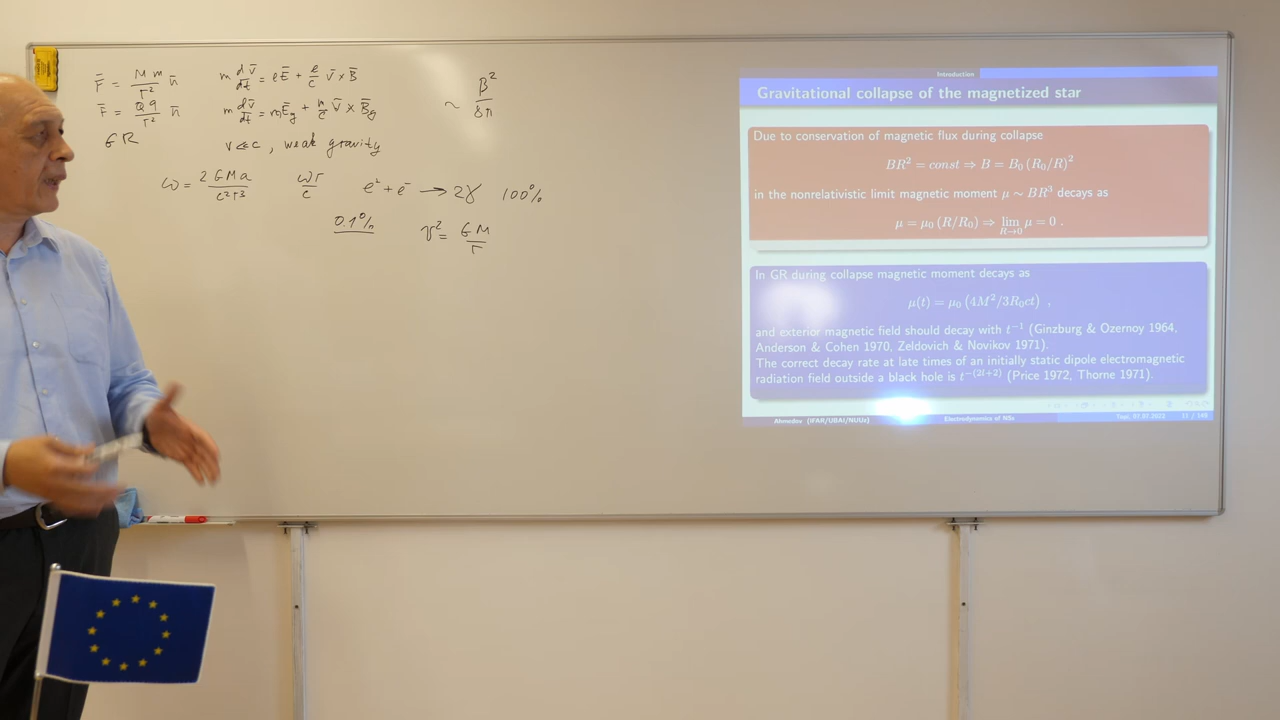 F̄ = Mm/r² n̄
F̄ = Qq/r² n̄
GR
m dv̄/dt = eĒ + e/c v̄ × B̄
m dv̄/dt = mĒg + m/c v̄ × B̄g
v ≪ c, weak gravity
~ B²/8π
ω = 2GMa/c²r³
ωr/c
e⁺ + e⁻ → 2γ 100%
0.1%
v² = GM/r
Introduction
Gravitational collapse of the magnetized star
Due to conservation of magnetic flux during collapse
BR² = const ⇒ B = B₀ (R₀/R)²
in the nonrelativistic limit magnetic moment μ ∼ BR³ decays as
μ = μ₀ (R/R₀) ⇒ lim R→0 μ = 0 .
In GR during collapse magnetic moment decays as
μ(t) = μ₀ (4M²/3R₀ct) ,
and exterior magnetic field should decay with t⁻¹ (Ginzburg & Ozernoy 1964,
Anderson & Cohen 1970, Zeldovich & Novikov 1971).
The correct decay rate at late times of an initially static dipole electromagnetic
radiation field outside a black hole is t⁻⁽²ˡ⁺²⁾ (Price 1972, Thorne 1971).
Ahmedov (IFAR/UBAI/NUUz) Electrodynamics of NSs